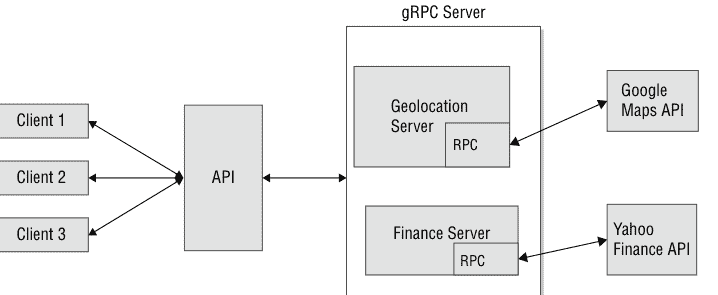 gRPC Server
Client 1
Client 2
Client 3
API
Geolocation
Server
RPC
Finance Server
RPC
Google
Maps API
Yahoo
Finance API